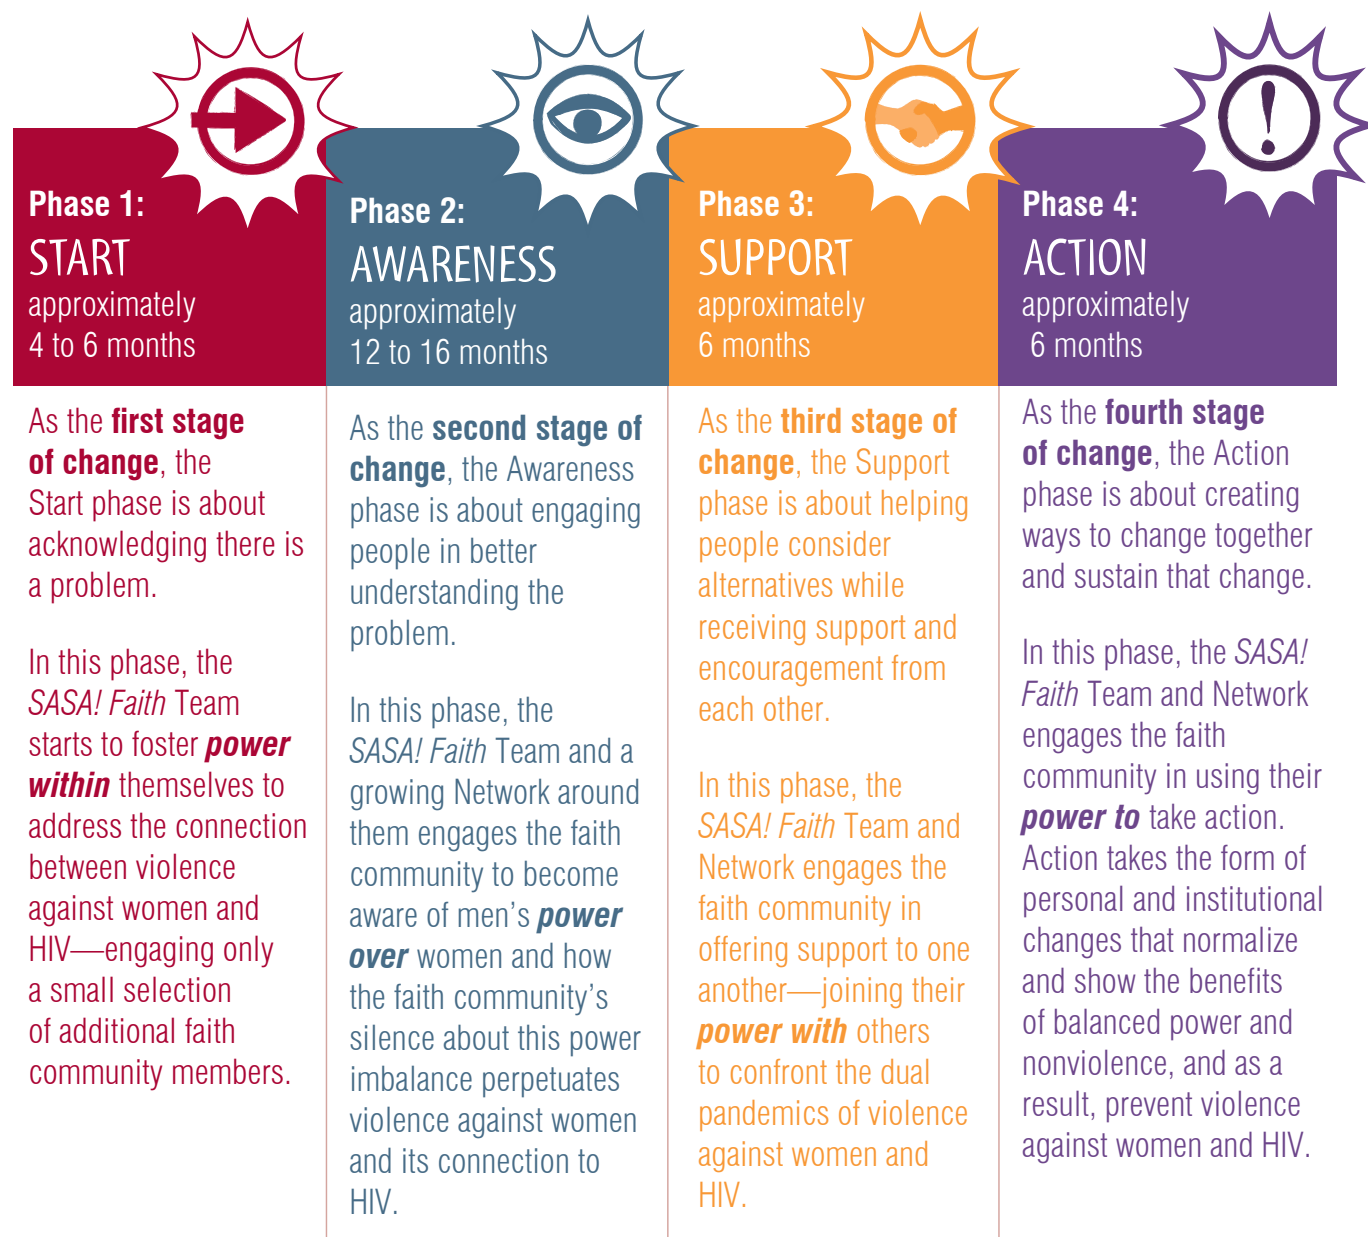 Phase 1:
START
approximately
4 to 6 months
As the first stage
of change, the
Start phase is about
acknowledging there is
a problem.
In this phase, the
SASA! Faith Team
starts to foster power
within themselves to
address the connection
between violence
against women and
HIV—engaging only
a small selection
of additional faith
community members.
Phase 2:
AWARENESS
approximately
12 to 16 months
As the second stage of
change, the Awareness
phase is about engaging
people in better
understanding the
problem.
In this phase, the
SASA! Faith Team and a
growing Network around
them engages the faith
community to become
aware of men's power
over women and how
the faith community's
silence about this power
imbalance perpetuates
violence against women
and its connection to
HIV.
Phase 3:
SUPPORT
approximately
6 months
As the third stage of
change, the Support
phase is about helping
people consider
alternatives while
receiving support and
encouragement from
each other.
In this phase, the
SASA! Faith Team and
Network engages the
faith community in
offering support to one
another—joining their
power with others
to confront the dual
pandemics of violence
against women and
HIV.
Phase 4:
ACTION
approximately
6 months
As the fourth stage
of change, the Action
phase is about creating
ways to change together
and sustain that change.
In this phase, the SASA!
Faith Team and Network
engages the faith
community in using their
power to take action.
Action takes the form of
personal and institutional
changes that normalize
and show the benefits
of balanced power and
nonviolence, and as a
result, prevent violence
against women and HIV.